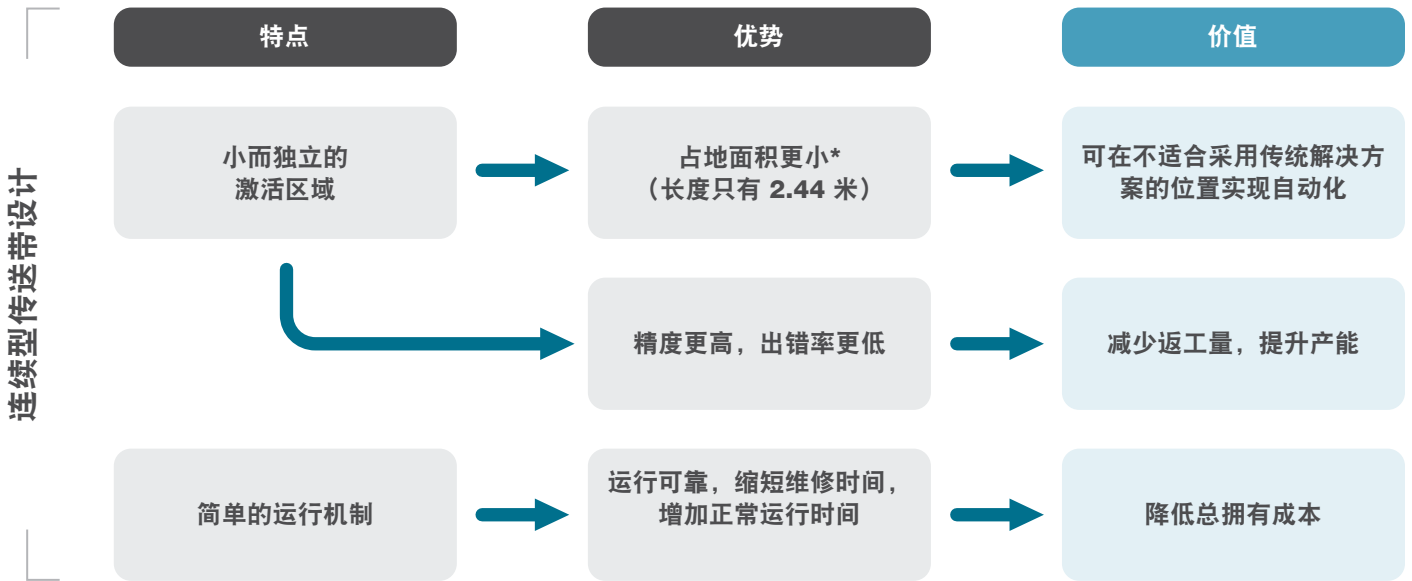 连续型传送带设计
特点
优势
价值
小而独立的
激活区域
占地面积更小*
（长度只有 2.44 米）
可在不适合采用传统解决方
案的位置实现自动化
精度更高，出错率更低
减少返工量，提升产能
简单的运行机制
运行可靠，缩短维修时间，
增加正常运行时间
降低总拥有成本